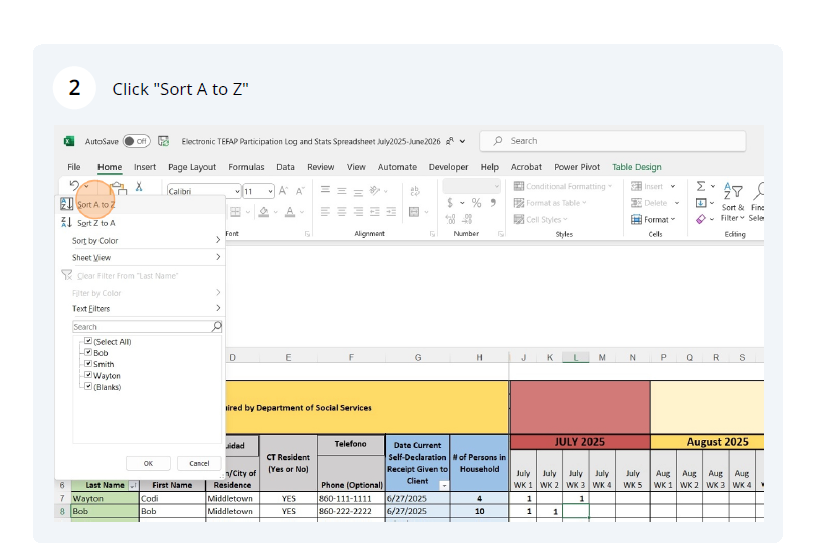 2 Click "Sort A to Z"
AutoSave Off Electronic TEFAP Participation Log and Stats Spreadsheet July2025-June2026 Search
File Home Insert Page Layout Formulas Data Review View Automate Developer Help Acrobat Power Pivot Table Design
Calibri 11 A A ab Conditional Formatting Insert Σ
$ % Format as Table Delete Sort & Find
A Cell Styles Format Filter Selec
Font Alignment Number Styles Cells Editing
Sort A to Z
Sort Z to A
Sort by Color
Sheet View
Clear Filter From "Last Name"
Filter by Color
Text Filters
Search
(Select All)
Bob
Smith
Wayton
(Blanks)
OK Cancel
D E F G H J K L M N P Q R S
uired by Department of Social Services
JULY 2025 August 2025
uidad
n/City of
Residence
CT Resident
(Yes or No)
Telefono
Phone (Optional)
Date Current
Self-Declaration
Receipt Given to
Client
# of Persons in
Household
July July July July July Aug Aug Aug Aug
WK 1 WK 2 WK 3 WK 4 WK 5 WK 1 WK 2 WK 3 WK 4
6 Last Name First Name
7 Wayton Codi Middletown YES 860-111-1111 6/27/2025 4 1 1
8 Bob Bob Middletown YES 860-222-2222 6/27/2025 10 1 1